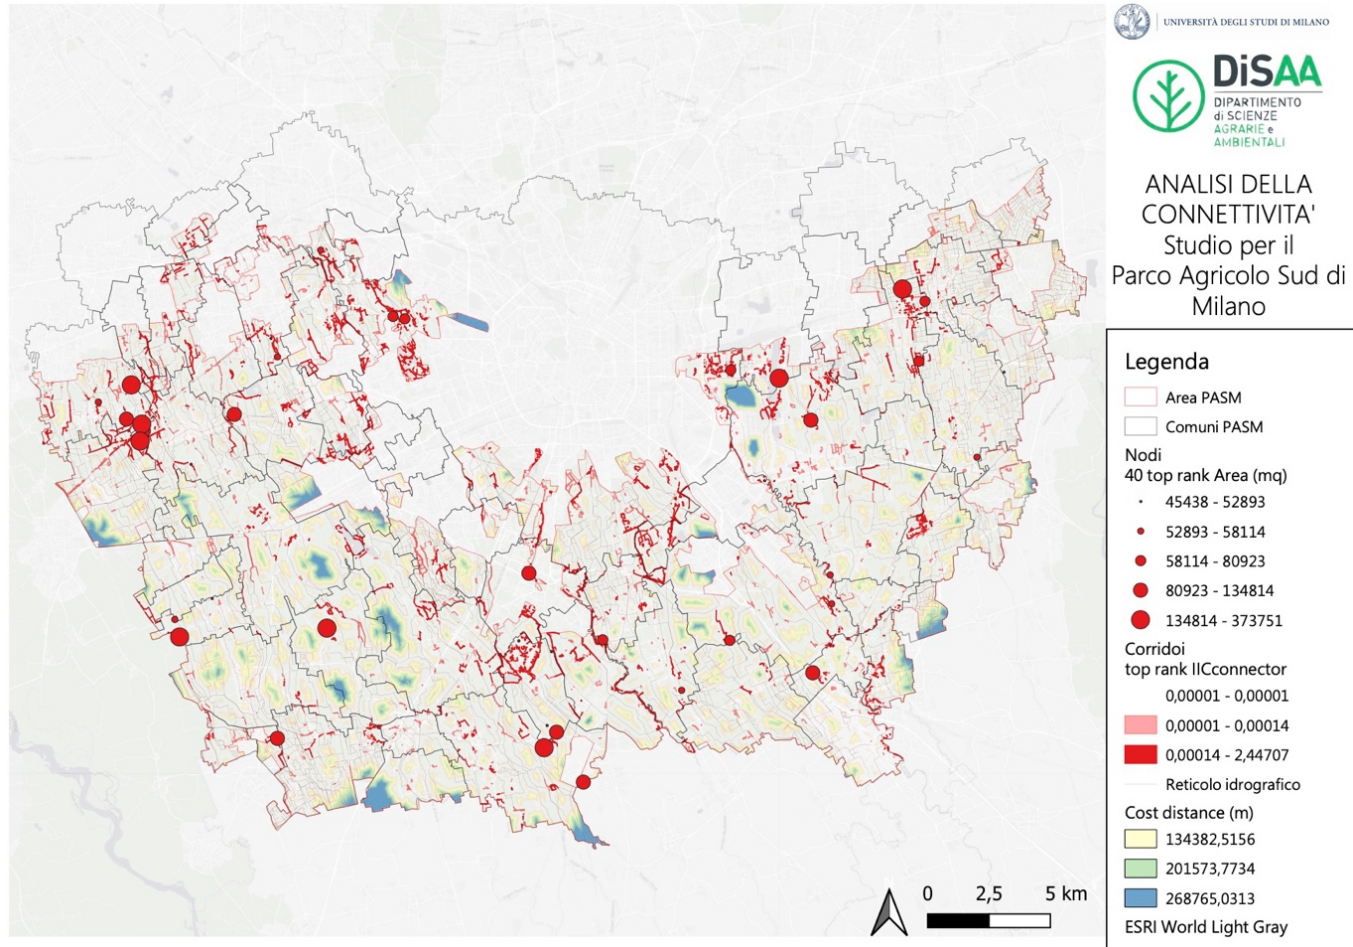 UNIVERSITÀ DEGLI STUDI DI MILANO
DiSAA
DIPARTIMENTO
di SCIENZE
AGRARIE e
AMBIENTALI
ANALISI DELLA
CONNETTIVITA'
Studio per il
Parco Agricolo Sud di
Milano
Legenda
Area PASM
Comuni PASM
Nodi
40 top rank Area (mq)
45438 - 52893
52893 - 58114
58114 - 80923
80923 - 134814
134814 - 373751
Corridoi
top rank IICconnector
0,00001 - 0,00001
0,00001 - 0,00014
0,00014 - 2,44707
Reticolo idrografico
Cost distance (m)
134382,5156
201573,7734
268765,0313
ESRI World Light Gray
0 2,5 5 km